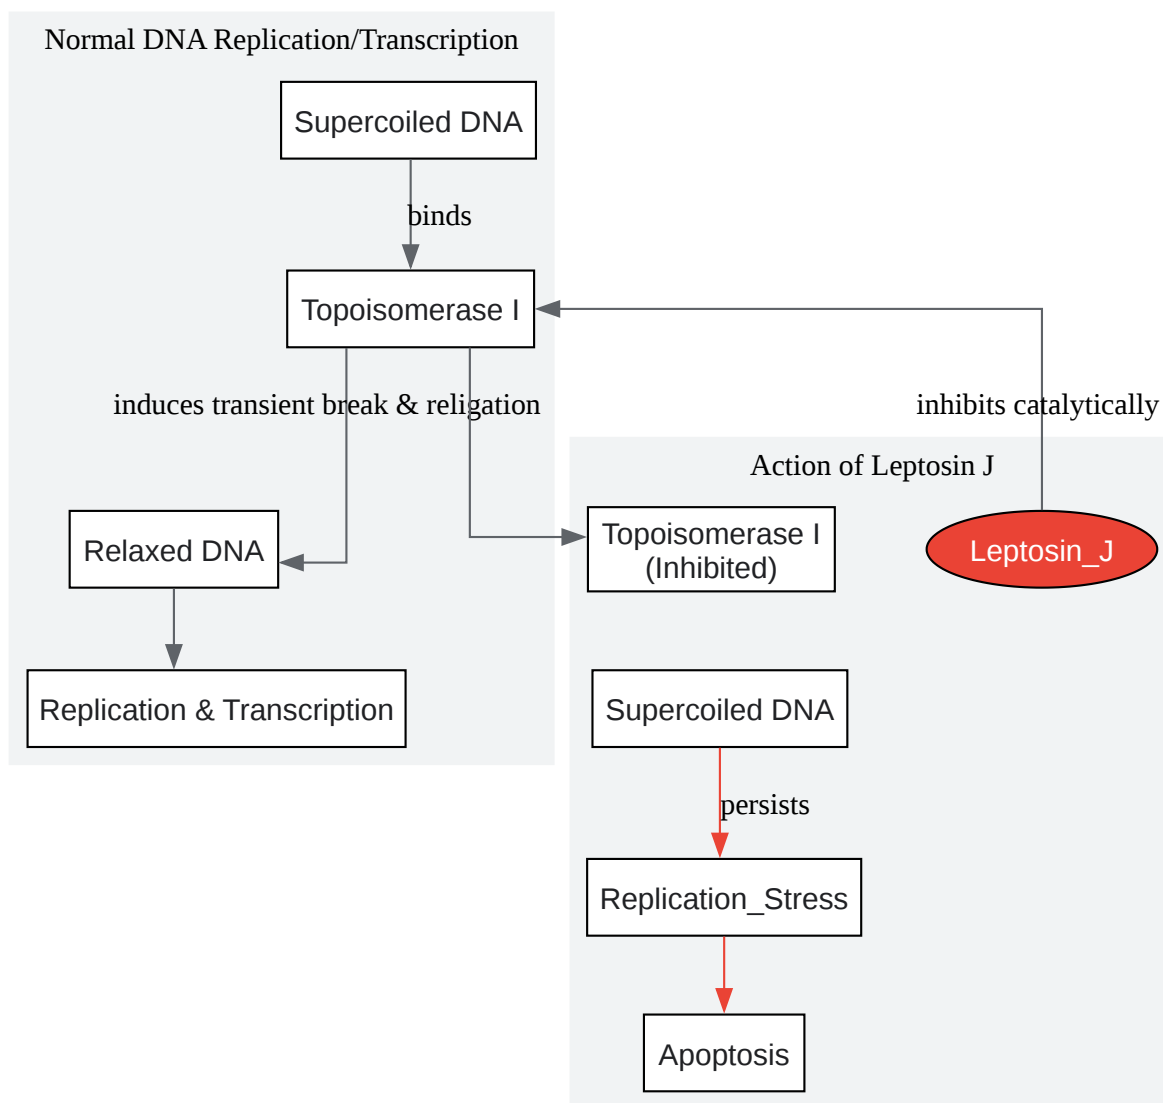 Normal DNA Replication/Transcription
Supercoiled DNA
binds
Topoisomerase I
induces transient break & religation
inhibits catalytically
Action of Leptosin J
Topoisomerase I
(Inhibited)
Leptosin_J
Relaxed DNA
Replication & Transcription
Supercoiled DNA
persists
Replication_Stress
Apoptosis